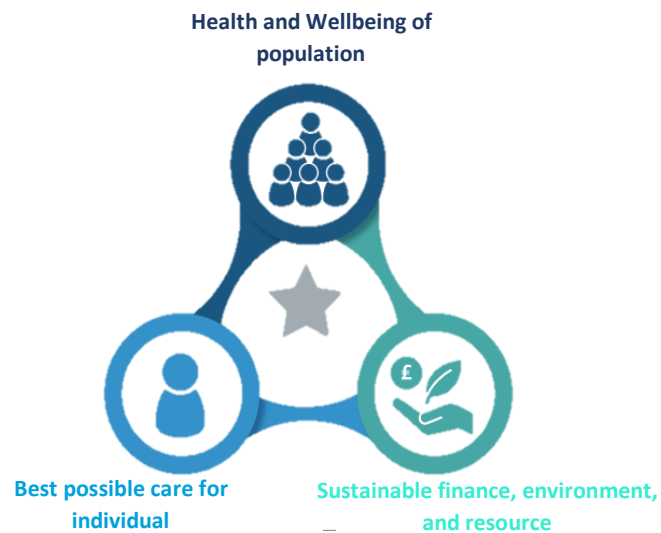 Health and Wellbeing of
population
£
Best possible care for
individual
Sustainable finance, environment,
and resource